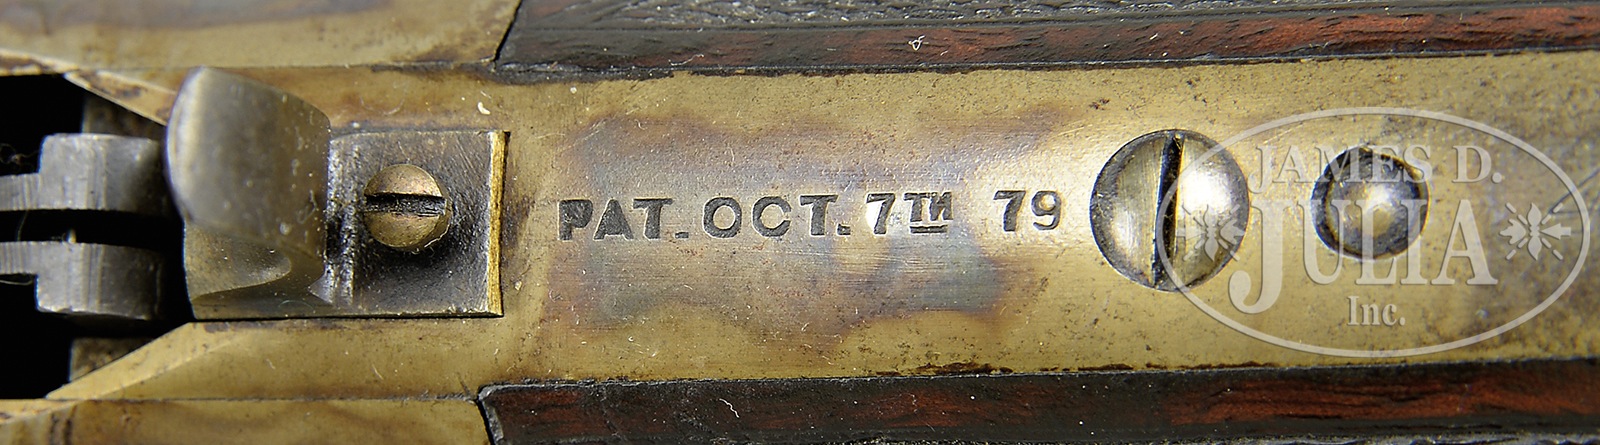 PAT. OCT. 7TH 79
JAMES D.
JULIA
Inc.